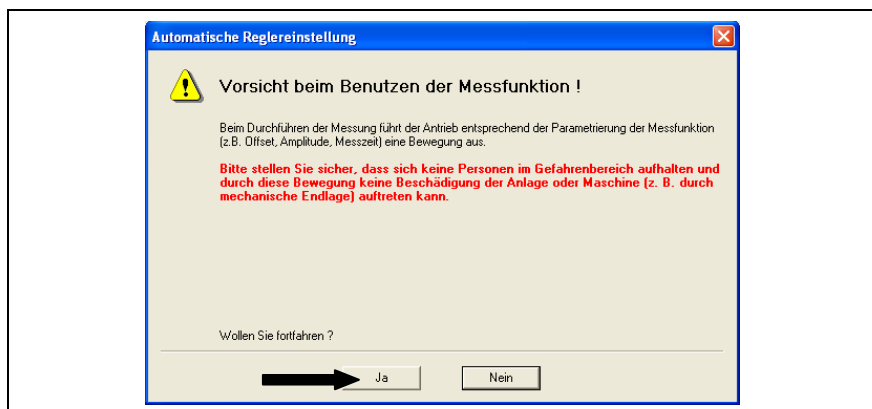 Automatische Reglereinstellung
Vorsicht beim Benutzen der Messfunktion !
Beim Durchführen der Messung führt der Antrieb entsprechend der Parametrierung der Messfunktion
(z.B. Offset, Amplitude, Messzeit) eine Bewegung aus.
Bitte stellen Sie sicher, dass sich keine Personen im Gefahrenbereich aufhalten und
durch diese Bewegung keine Beschädigung der Anlage oder Maschine (z. B. durch
mechanische Endlage) auftreten kann.
Wollen Sie fortfahren ?
Ja
Nein